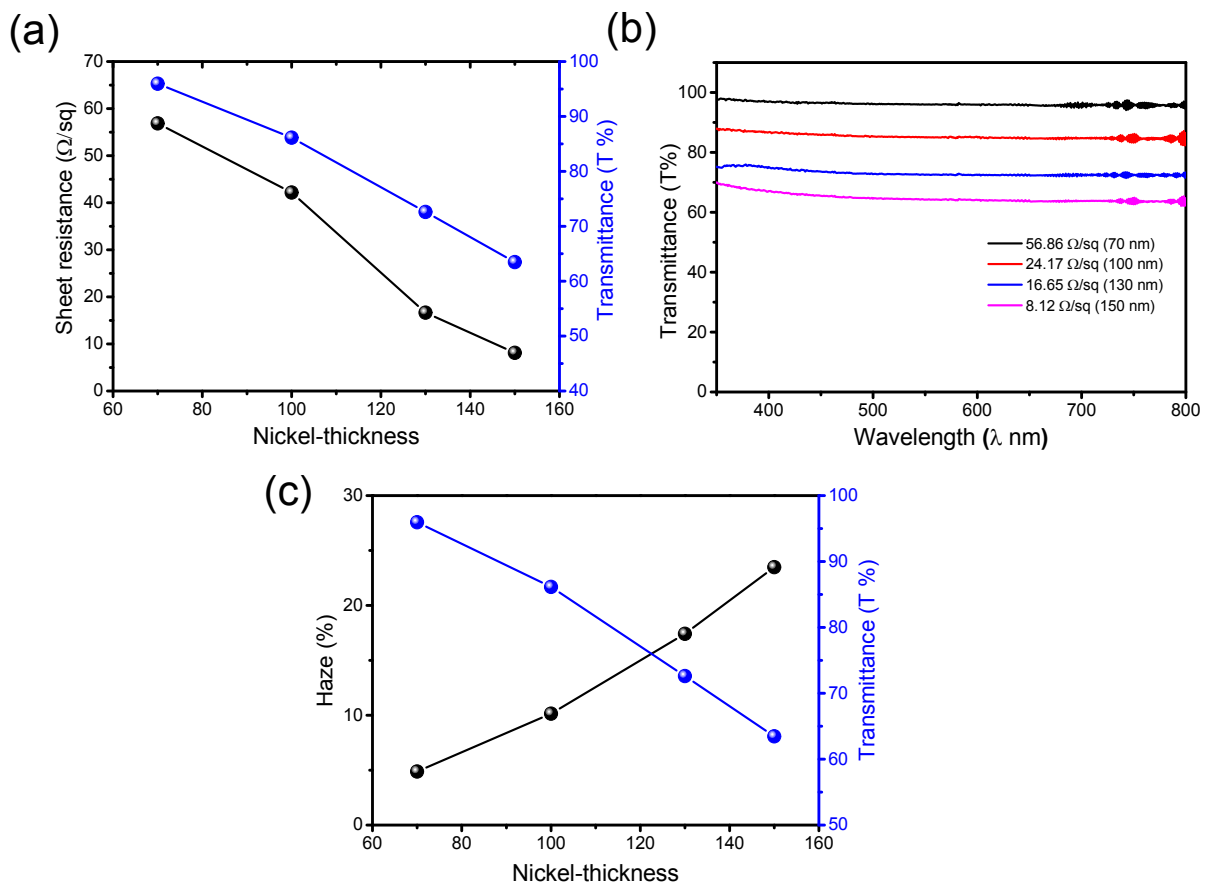 (a)
Sheet resistance (Ω/sq)
70
60
50
40
30
20
10
0
60 80 100 120 140 160
Nickel-thickness
100
90
80
70
60
50
40
Transmittance (T %)
(b)
Transmittance (T%)
100
80
60
40
20
0
400 500 600 700 800
Wavelength (λ nm)
56.86 Ω/sq (70 nm)
24.17 Ω/sq (100 nm)
16.65 Ω/sq (130 nm)
8.12 Ω/sq (150 nm)
(c)
Haze (%)
30
20
10
0
60 80 100 120 140 160
Nickel-thickness
100
90
80
70
60
50
Transmittance (T %)